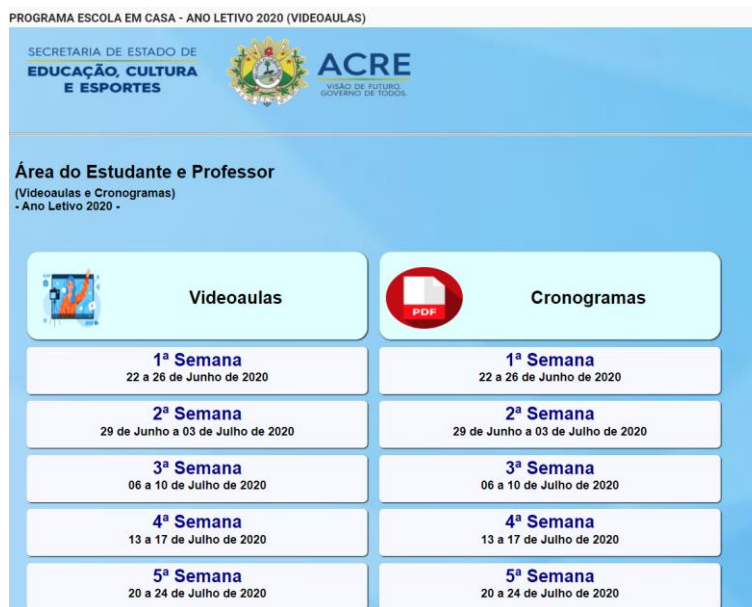 PROGRAMA ESCOLA EM CASA - ANO LETIVO 2020 (VIDEOAULAS)
SECRETARIA DE ESTADO DE
EDUCAÇÃO, CULTURA
E ESPORTES
ACRE
VISÃO DE FUTURO.
GOVERNO DE TODOS.
Área do Estudante e Professor
(Videoaulas e Cronogramas)
- Ano Letivo 2020 -
Videoaulas
PDF
Cronogramas
1ª Semana
22 a 26 de Junho de 2020
1ª Semana
22 a 26 de Junho de 2020
2ª Semana
29 de Junho a 03 de Julho de 2020
2ª Semana
29 de Junho a 03 de Julho de 2020
3ª Semana
06 a 10 de Julho de 2020
3ª Semana
06 a 10 de Julho de 2020
4ª Semana
13 a 17 de Julho de 2020
4ª Semana
13 a 17 de Julho de 2020
5ª Semana
20 a 24 de Julho de 2020
5ª Semana
20 a 24 de Julho de 2020